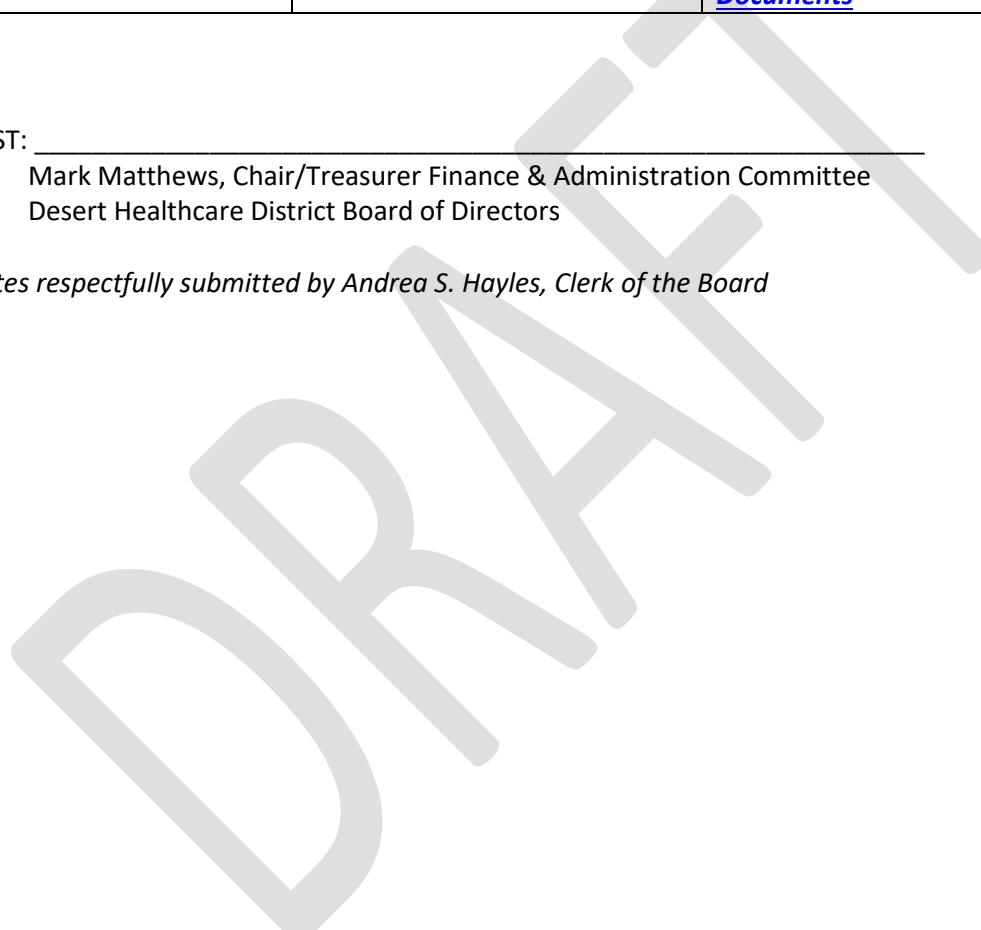 Documents
ST: ______________________________________________________________
Mark Matthews, Chair/Treasurer Finance & Administration Committee
Desert Healthcare District Board of Directors
tes respectfully submitted by Andrea S. Hayles, Clerk of the Board
DRAFT